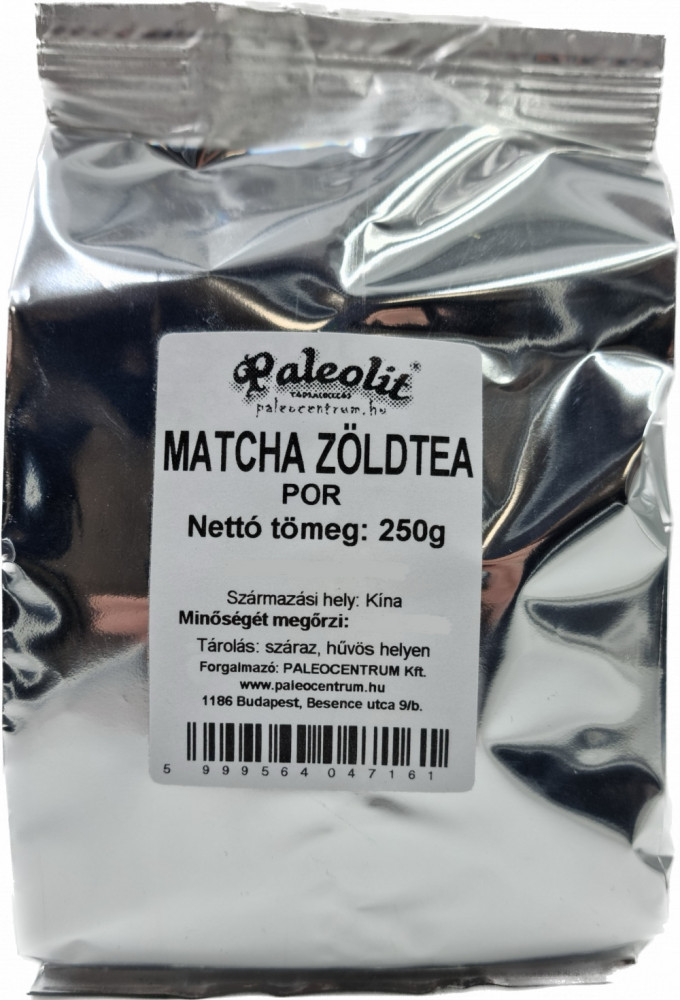 Paleolit®
TÁPLÁLKOZÁS
paleocentrum.hu
MATCHA ZÖLDTEA
POR
Nettó tömeg: 250g
Származási hely: Kína
Minőségét megőrzi:
Tárolás: száraz, hűvös helyen
Forgalmazó: PALEOCENTRUM Kft.
www.paleocentrum.hu
1186 Budapest, Besence utca 9/b.
5 999564 047161